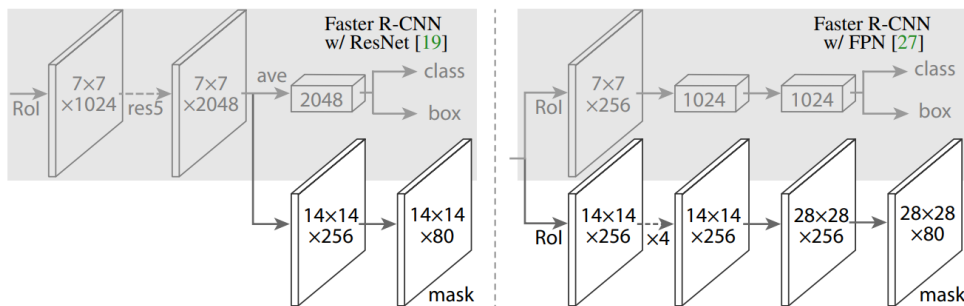 Faster R-CNN
w/ ResNet [19]
RoI
7×7
×1024
res5
7×7
×2048
ave
2048
class
box
14×14
×256
14×14
×80
mask
Faster R-CNN
w/ FPN [27]
RoI
7×7
×256
1024
1024
class
box
RoI
14×14
×256
×4
14×14
×256
28×28
×256
28×28
×80
mask